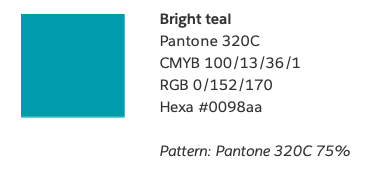 Bright teal
Pantone 320C
CMYB 100/13/36/1
RGB 0/152/170
Hexa #0098aa
Pattern: Pantone 320C 75%